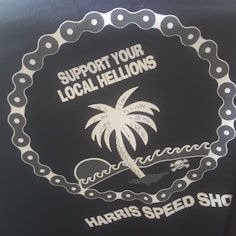 SUPPORT YOUR
LOCAL HELLIONS
HARRIS SPEED SHO